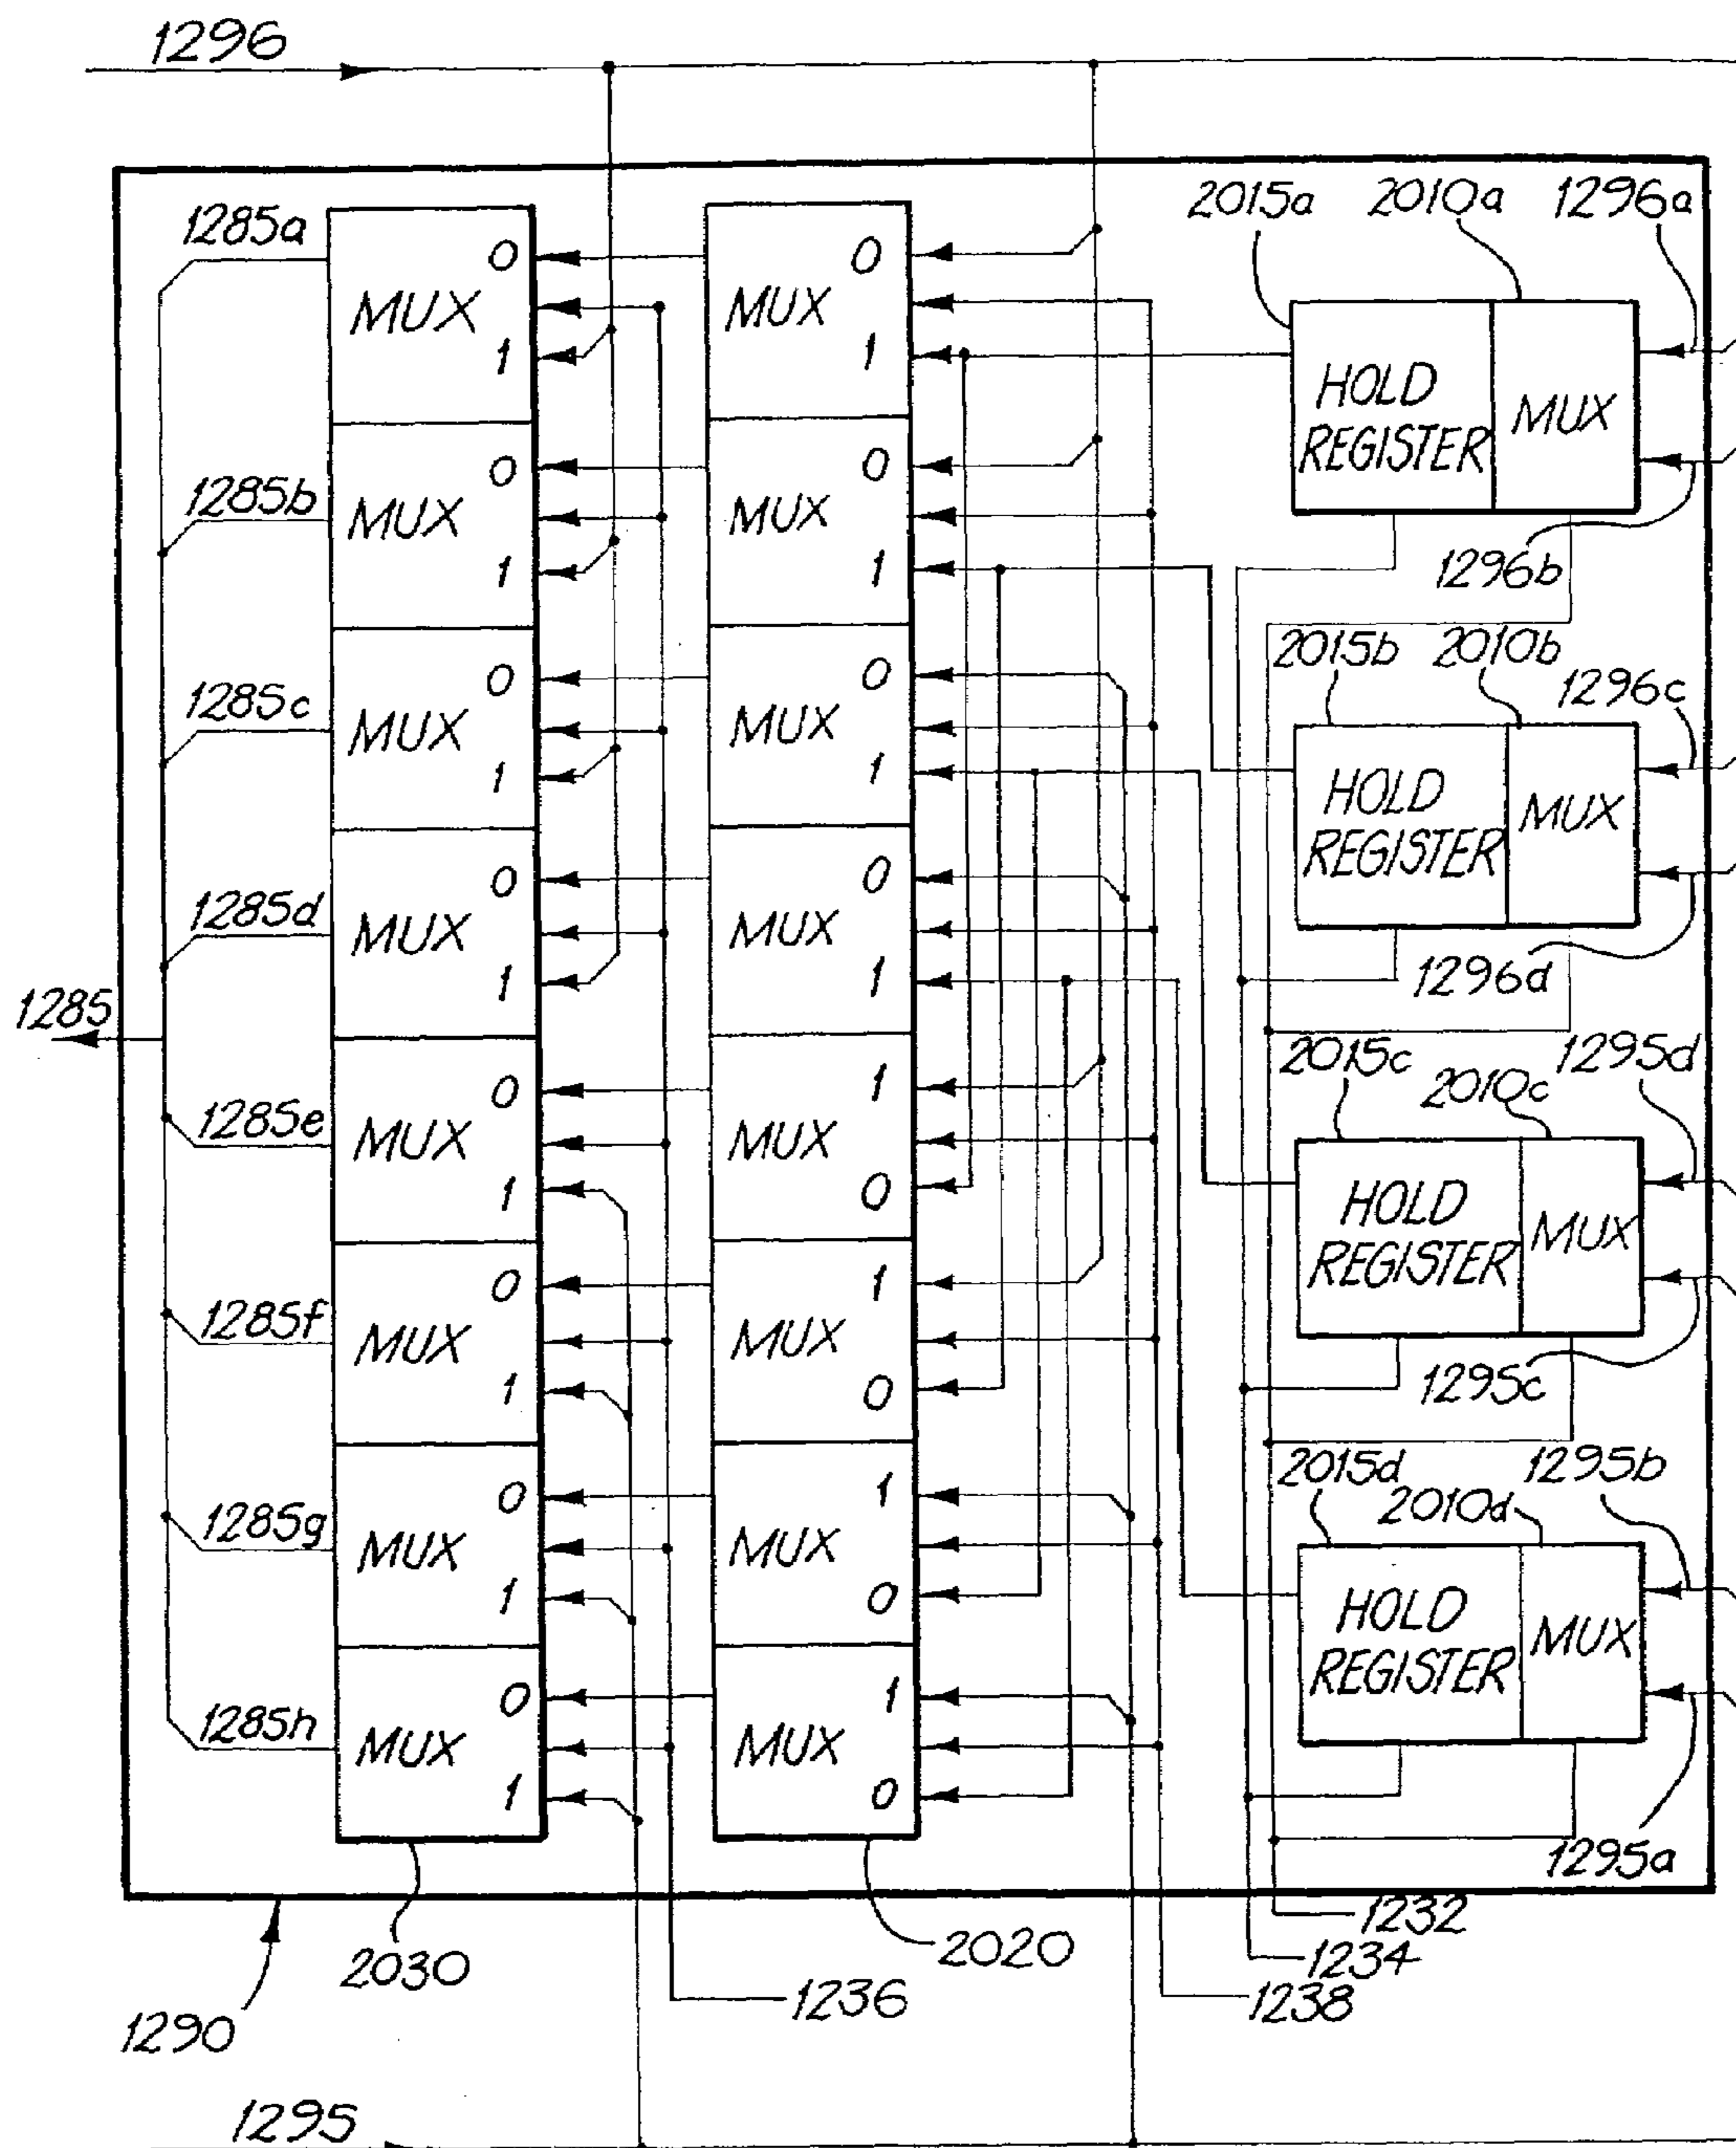 1296
2015a 2010a 1296a
1285a
0
0
MUX
MUX
1
1
HOLD
REGISTER
MUX
1285b
0
0
MUX
MUX
1
1
1296b
2015b 2010b
1296c
1285c
0
0
MUX
MUX
1
1
HOLD
REGISTER
MUX
1285d
0
0
MUX
MUX
1
1
1296d
1285
2015c
2010c
1295d
1285e
0
1
MUX
MUX
1
0
HOLD
REGISTER
MUX
1285f
0
1
MUX
MUX
1
0
1295c
2015d
2010d
1295b
1285g
0
1
MUX
MUX
1
0
HOLD
REGISTER
MUX
1285h
0
1
MUX
MUX
1
0
1295a
1232
2030
2020
1234
1236
1238
1290
1295